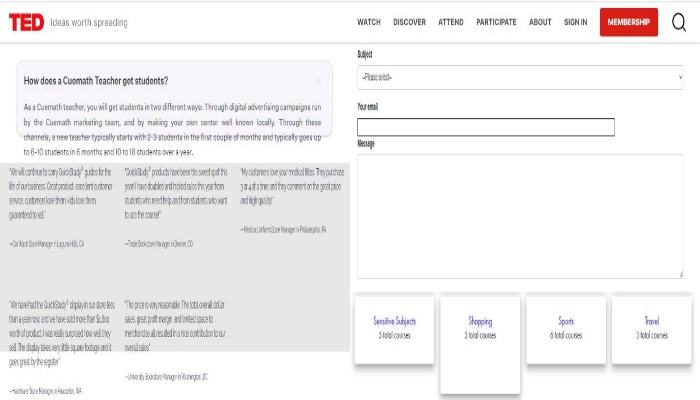 TED Ideas worth spreading
WATCH DISCOVER ATTEND PARTICIPATE ABOUT SIGN IN MEMBERSHIP
How does a Cuemath Teacher get students?
As a Cuemath teacher, you will get students in two different ways: Through digital advertising campaigns run
by the Cuemath marketing team, and by making your own center well known locally. Through these
channels, a new teacher typically starts with 2-3 students in the first couple of months and typically goes up
to 6-10 students in 6 months and 10 to 18 students over a year.
"We will continue to carry QuickStudy® guides for the
life of our business. Great product, excellent customer
service, customers love them, kids love them,
guaranteed to sell."
—Car Wash Store Manager in Laguna Hills, CA
"QuickStudy® products have been the sweet spot this
year! I have doubled and tripled sales this year from
students who need help and from students who want
to ace the course!"
—Trade Bookstore Manager in Denver, CO
"My customers love your medical titles. They purchase
3 or 4 at a time and they comment on the great price
and high quality!"
—Medical Uniform Store Manager in Philadelphia, PA
"We have had the QuickStudy® display in our store less
than a year now, and we have sold more than $1,600
worth of product. I was really surprised how well they
sell. The display takes very little square footage and it
goes great by the register."
—Hardware Store Manager in Anacortes, WA
"The price is very reasonable. The total overall dollar
sales, great profit margin, and limited space to
merchandise all resulted in a nice contribution to our
overall sales."
—University Bookstore Manager in Washington, DC
Subject
--Please select--
Your email
Message
Sensitive Subjects
5 total courses
Shopping
5 total courses
Sports
6 total courses
Travel
3 total courses